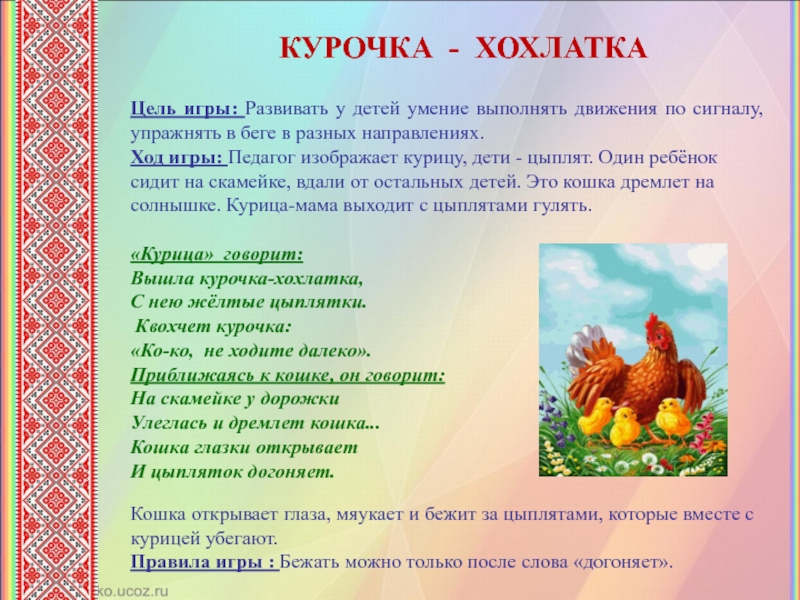 КУРОЧКА - ХОХЛАТКА
Цель игры: Развивать у детей умение выполнять движения по сигналу,
упражнять в беге в разных направлениях.
Ход игры: Педагог изображает курицу, дети - цыплят. Один ребёнок
сидит на скамейке, вдали от остальных детей. Это кошка дремлет на
солнышке. Курица-мама выходит с цыплятами гулять.
«Курица» говорит:
Вышла курочка-хохлатка,
С нею жёлтые цыплятки.
Квохчет курочка:
«Ко-ко, не ходите далеко».
Приближаясь к кошке, он говорит:
На скамейке у дорожки
Улеглась и дремлет кошка...
Кошка глазки открывает
И цыпляток догоняет.
Кошка открывает глаза, мяукает и бежит за цыплятами, которые вместе с
курицей убегают.
Правила игры : Бежать можно только после слова «догоняет».
ko.ucoz.ru